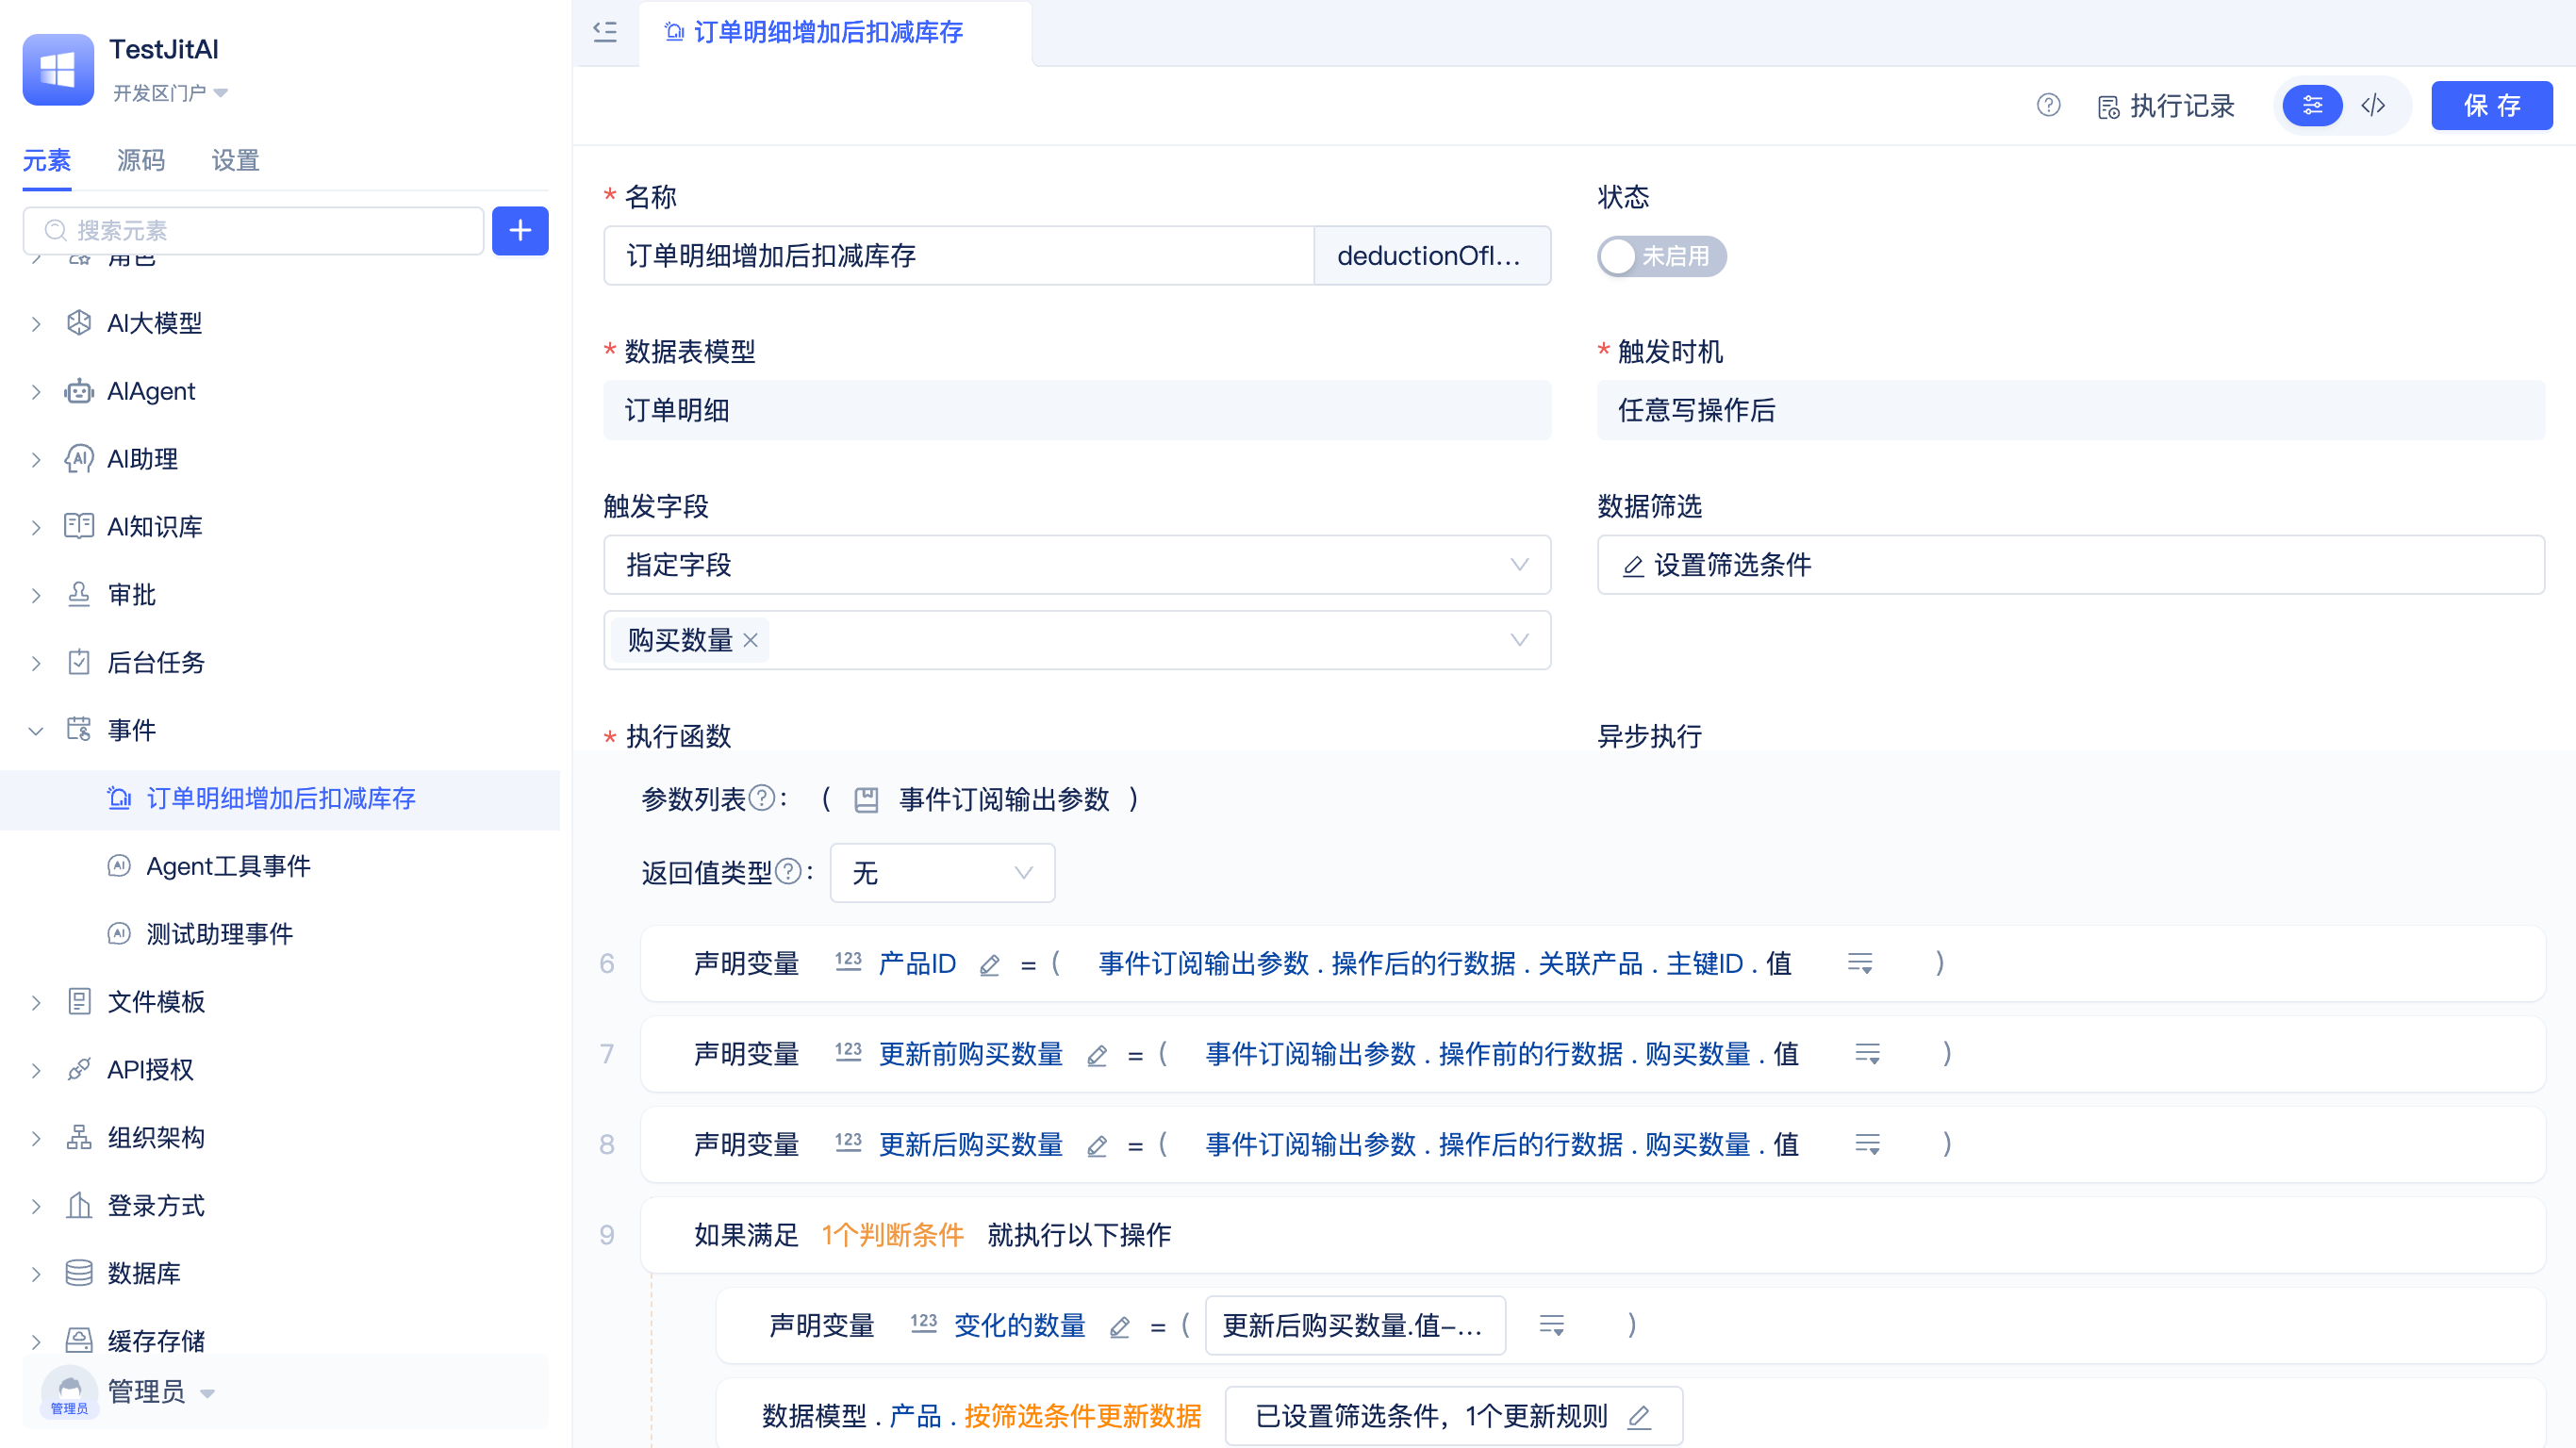 TestJitAI
开发区门户
元素 源码 设置
搜索元素
角色
AI大模型
AIAgent
AI助理
AI知识库
审批
后台任务
事件
订单明细增加后扣减库存
Agent工具事件
测试助理事件
文件模板
API授权
组织架构
登录方式
数据库
缓存存储
管理员
管理员
订单明细增加后扣减库存
执行记录
保 存
* 名称
订单明细增加后扣减库存 deductionOfI...
状态
未启用
* 数据表模型
订单明细
* 触发时机
任意写操作后
触发字段
指定字段
购买数量
数据筛选
设置筛选条件
* 执行函数
异步执行
参数列表?: ( 事件订阅输出参数 )
返回值类型?: 无
6 声明变量 123 产品ID = ( 事件订阅输出参数 . 操作后的行数据 . 关联产品 . 主键ID . 值 )
7 声明变量 123 更新前购买数量 = ( 事件订阅输出参数 . 操作前的行数据 . 购买数量 . 值 )
8 声明变量 123 更新后购买数量 = ( 事件订阅输出参数 . 操作后的行数据 . 购买数量 . 值 )
9 如果满足 1个判断条件 就执行以下操作
声明变量 123 变化的数量 = ( 更新后购买数量.值-... )
数据模型 . 产品 . 按筛选条件更新数据 已设置筛选条件，1个更新规则